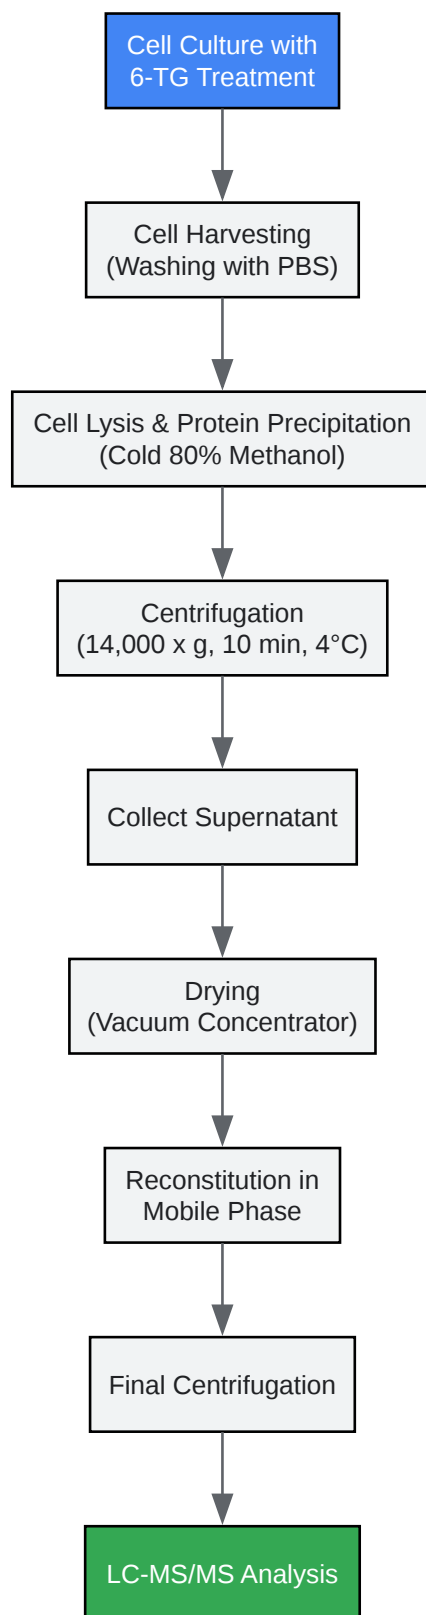 Cell Culture with
6-TG Treatment
Cell Harvesting
(Washing with PBS)
Cell Lysis & Protein Precipitation
(Cold 80% Methanol)
Centrifugation
(14,000 x g, 10 min, 4°C)
Collect Supernatant
Drying
(Vacuum Concentrator)
Reconstitution in
Mobile Phase
Final Centrifugation
LC-MS/MS Analysis